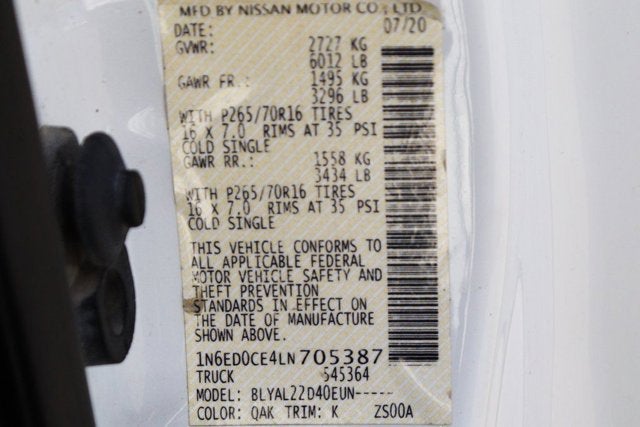 MFD BY NISSAN MOTOR CO., LTD
DATE: 07/20
GVWR: 2727 KG
6012 LB
GAWR FR.: 1495 KG
3296 LB
WITH P265/70R16 TIRES
16 X 7.0 RIMS AT 35 PSI
COLD SINGLE
GAWR RR.: 1558 KG
3434 LB
WITH P265/70R16 TIRES
16 X 7.0 RIMS AT 35 PSI
COLD SINGLE
THIS VEHICLE CONFORMS TO
ALL APPLICABLE FEDERAL
MOTOR VEHICLE SAFETY AND
THEFT PREVENTION
STANDARDS IN EFFECT ON
THE DATE OF MANUFACTURE
SHOWN ABOVE.
1N6ED0CE4LN705387
TRUCK 545364
MODEL: BLYAL22D40EUN-----
COLOR: QAK TRIM: K ZS00A